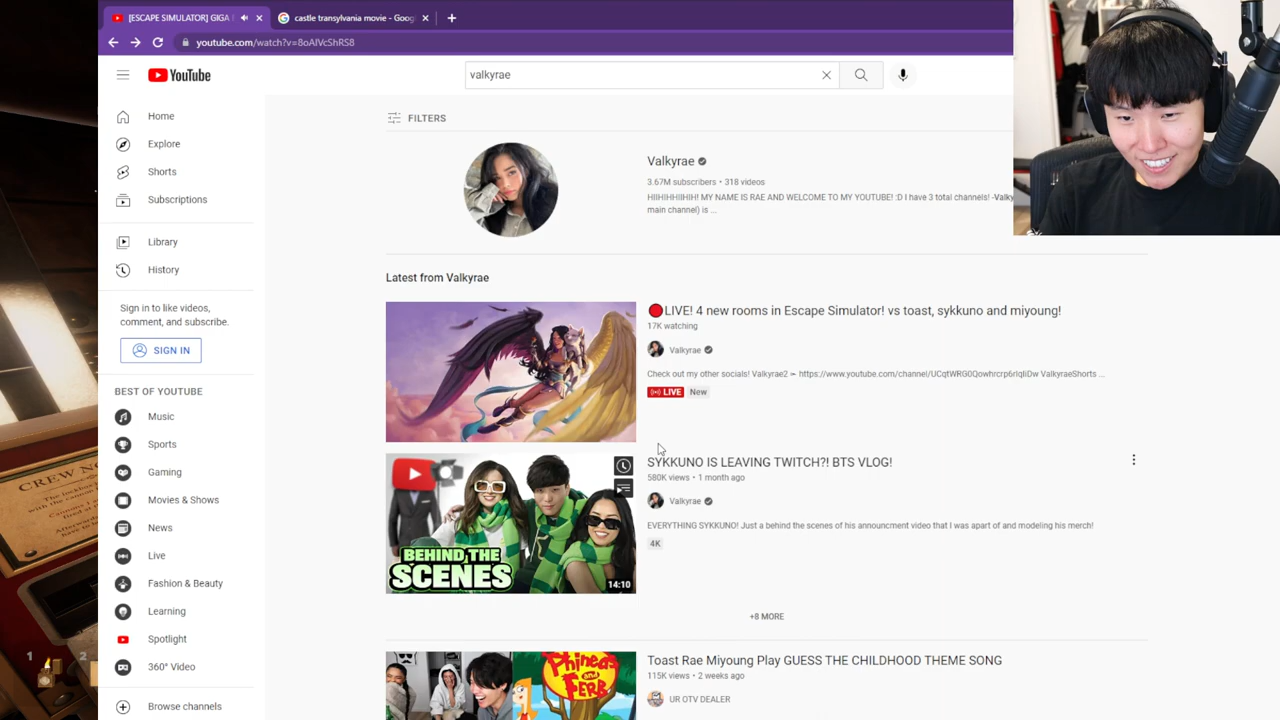 [ESCAPE SIMULATOR] GIGA
castle transylvania movie - Goog
youtube.com/watch?v=8oAIVcShRS8
YouTube
valkyrae
Home
Explore
Shorts
Subscriptions
Library
History
Sign in to like videos,
comment, and subscribe.
SIGN IN
BEST OF YOUTUBE
Music
Sports
Gaming
Movies & Shows
News
Live
Fashion & Beauty
Learning
Spotlight
360° Video
Browse channels
FILTERS
Valkyrae
3.67M subscribers • 318 videos
HIIHIHHIIHIH! MY NAME IS RAE AND WELCOME TO MY YOUTUBE! :D I have 3 total channels! -Valky
main channel) is ...
Latest from Valkyrae
🔴LIVE! 4 new rooms in Escape Simulator! vs toast, sykkuno and miyoung!
17K watching
Valkyrae
Check out my other socials! Valkyrae2 ➵ https://www.youtube.com/channel/UCqtWRG0Qowhrcrp6rIqIiDw ValkyraeShorts ...
LIVE New
BEHIND THE
SCENES
14:10
SYKKUNO IS LEAVING TWITCH?! BTS VLOG!
580K views • 1 month ago
Valkyrae
EVERYTHING SYKKUNO! Just a behind the scenes of his announcment video that I was apart of and modeling his merch!
4K
+8 MORE
Phineas
and
FERB
Toast Rae Miyoung Play GUESS THE CHILDHOOD THEME SONG
115K views • 2 weeks ago
UR OTV DEALER
CREW
1 2